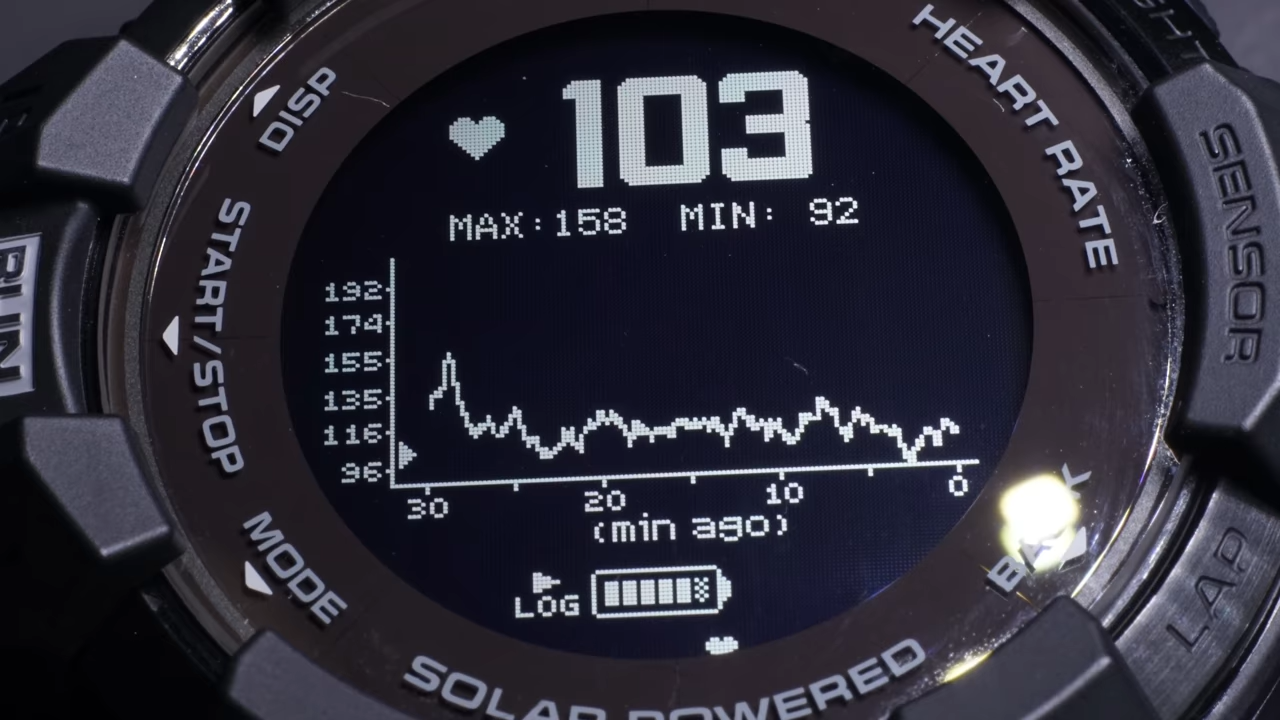 103
MAX:158 MIN: 92
192
174
155
135
116
96
30 20 10 0
(min ago)
LOG
DISP
START/STOP
MODE
SOLAR POWERED
HEART RATE
SENSOR
LAP
RUN